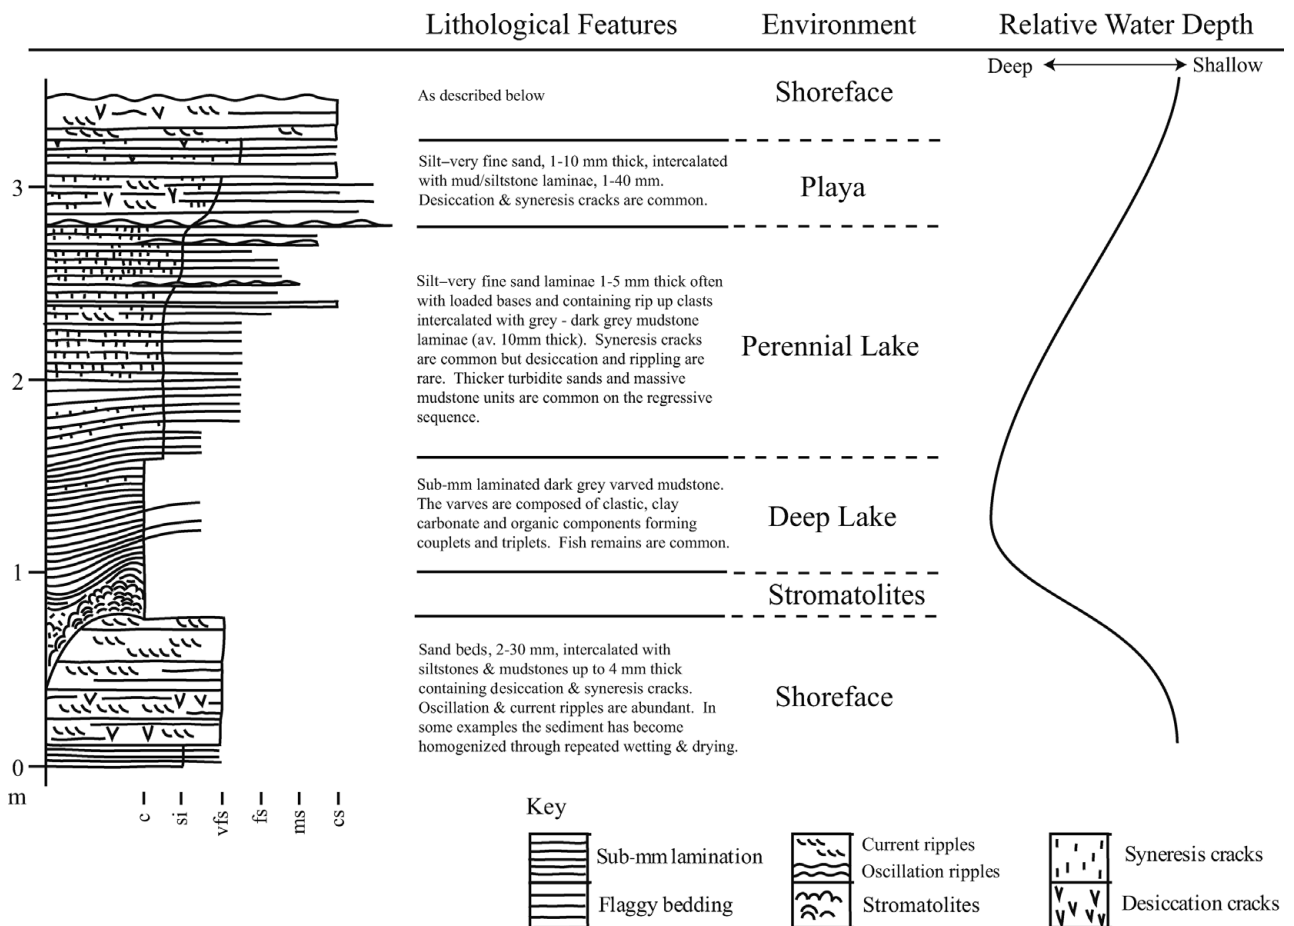 Lithological Features
Environment
Relative Water Depth
Deep
Shallow
As described below
Shoreface
Silt–very fine sand, 1-10 mm thick, intercalated
with mud/siltstone laminae, 1-40 mm.
Desiccation & syneresis cracks are common.
Playa
Silt–very fine sand laminae 1-5 mm thick often
with loaded bases and containing rip up clasts
intercalated with grey - dark grey mudstone
laminae (av. 10mm thick). Syneresis cracks
are common but desiccation and rippling are
rare. Thicker turbidite sands and massive
mudstone units are common on the regressive
sequence.
Perennial Lake
Sub-mm laminated dark grey varved mudstone.
The varves are composed of clastic, clay
carbonate and organic components forming
couplets and triplets. Fish remains are common.
Deep Lake
Stromatolites
Sand beds, 2-30 mm, intercalated with
siltstones & mudstones up to 4 mm thick
containing desiccation & syneresis cracks.
Oscillation & current ripples are abundant. In
some examples the sediment has become
homogenized through repeated wetting & drying.
Shoreface
3
2
1
0
m
c
si
vfs
fs
ms
cs
Key
Sub-mm lamination
Flaggy bedding
Current ripples
Oscillation ripples
Stromatolites
Syneresis cracks
Desiccation cracks